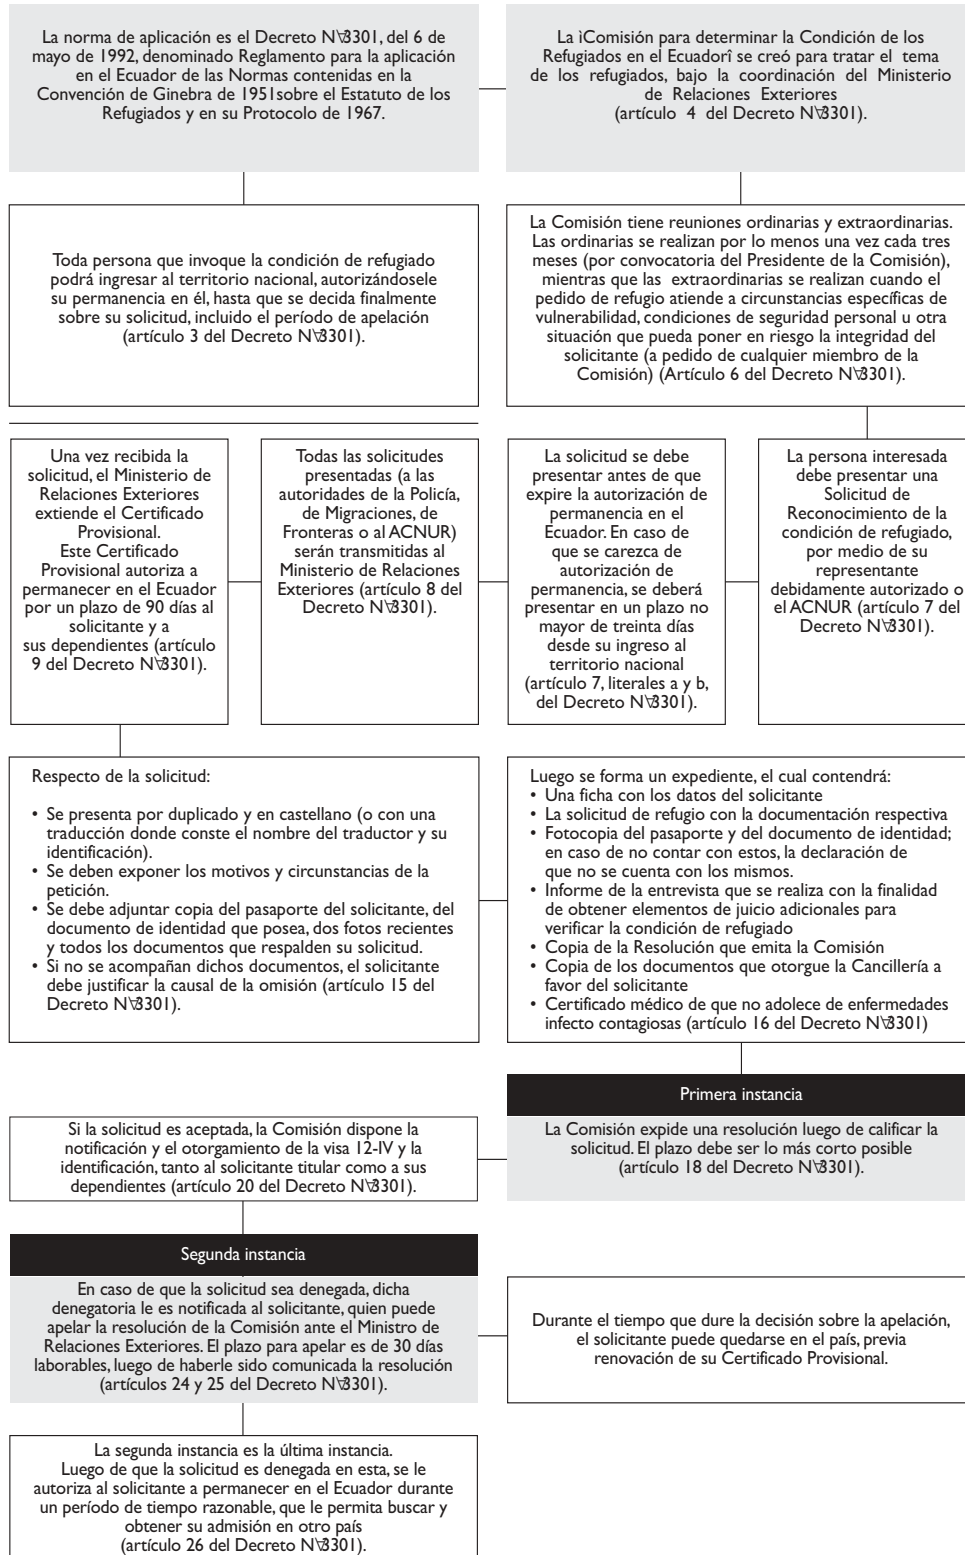 La norma de aplicación es el Decreto N∀3301, del 6 de
mayo de 1992, denominado Reglamento para la aplicación
en el Ecuador de las Normas contenidas en la
Convención de Ginebra de 1951sobre el Estatuto de los
Refugiados y en su Protocolo de 1967.
La ìComisión para determinar la Condición de los
Refugiados en el Ecuadorî se creó para tratar el tema
de los refugiados, bajo la coordinación del Ministerio
de Relaciones Exteriores
(artículo 4 del Decreto N∀3301).
Toda persona que invoque la condición de refugiado
podrá ingresar al territorio nacional, autorizándosele
su permanencia en él, hasta que se decida finalmente
sobre su solicitud, incluido el período de apelación
(artículo 3 del Decreto N∀3301).
La Comisión tiene reuniones ordinarias y extraordinarias.
Las ordinarias se realizan por lo menos una vez cada tres
meses (por convocatoria del Presidente de la Comisión),
mientras que las extraordinarias se realizan cuando el
pedido de refugio atiende a circunstancias específicas de
vulnerabilidad, condiciones de seguridad personal u otra
situación que pueda poner en riesgo la integridad del
solicitante (a pedido de cualquier miembro de la
Comisión) (Artículo 6 del Decreto N∀3301).
Una vez recibida la
solicitud, el Ministerio de
Relaciones Exteriores
extiende el Certificado
Provisional.
Este Certificado
Provisional autoriza a
permanecer en el Ecuador
por un plazo de 90 días al
solicitante y a
sus dependientes (artículo
9 del Decreto N∀3301).
Todas las solicitudes
presentadas (a las
autoridades de la Policía,
de Migraciones, de
Fronteras o al ACNUR)
serán transmitidas al
Ministerio de Relaciones
Exteriores (artículo 8 del
Decreto N∀3301).
La solicitud se debe
presentar antes de que
expire la autorización de
permanencia en el
Ecuador. En caso de
que se carezca de
autorización de
permanencia, se deberá
presentar en un plazo no
mayor de treinta días
desde su ingreso al
territorio nacional
(artículo 7, literales a y b,
del Decreto N∀3301).
La persona interesada
debe presentar una
Solicitud de
Reconocimiento de la
condición de refugiado,
por medio de su
representante
debidamente autorizado o
el ACNUR (artículo 7 del
Decreto N∀3301).
Respecto de la solicitud:
• Se presenta por duplicado y en castellano (o con una
traducción donde conste el nombre del traductor y su
identificación).
• Se deben exponer los motivos y circunstancias de la
petición.
• Se debe adjuntar copia del pasaporte del solicitante, del
documento de identidad que posea, dos fotos recientes
y todos los documentos que respalden su solicitud.
• Si no se acompañan dichos documentos, el solicitante
debe justificar la causal de la omisión (artículo 15 del
Decreto N∀3301).
Luego se forma un expediente, el cual contendrá:
• Una ficha con los datos del solicitante
• La solicitud de refugio con la documentación respectiva
• Fotocopia del pasaporte y del documento de identidad;
en caso de no contar con estos, la declaración de
que no se cuenta con los mismos.
• Informe de la entrevista que se realiza con la finalidad
de obtener elementos de juicio adicionales para
verificar la condición de refugiado
• Copia de la Resolución que emita la Comisión
• Copia de los documentos que otorgue la Cancillería a
favor del solicitante
• Certificado médico de que no adolece de enfermedades
infecto contagiosas (artículo 16 del Decreto N∀3301)
Primera instancia
La Comisión expide una resolución luego de calificar la
solicitud. El plazo debe ser lo más corto posible
(artículo 18 del Decreto N∀3301).
Si la solicitud es aceptada, la Comisión dispone la
notificación y el otorgamiento de la visa 12-IV y la
identificación, tanto al solicitante titular como a sus
dependientes (artículo 20 del Decreto N∀3301).
Segunda instancia
En caso de que la solicitud sea denegada, dicha
denegatoria le es notificada al solicitante, quien puede
apelar la resolución de la Comisión ante el Ministro de
Relaciones Exteriores. El plazo para apelar es de 30 días
laborables, luego de haberle sido comunicada la resolución
(artículos 24 y 25 del Decreto N∀3301).
Durante el tiempo que dure la decisión sobre la apelación,
el solicitante puede quedarse en el país, previa
renovación de su Certificado Provisional.
La segunda instancia es la última instancia.
Luego de que la solicitud es denegada en esta, se le
autoriza al solicitante a permanecer en el Ecuador durante
un período de tiempo razonable, que le permita buscar y
obtener su admisión en otro país
(artículo 26 del Decreto N∀3301).